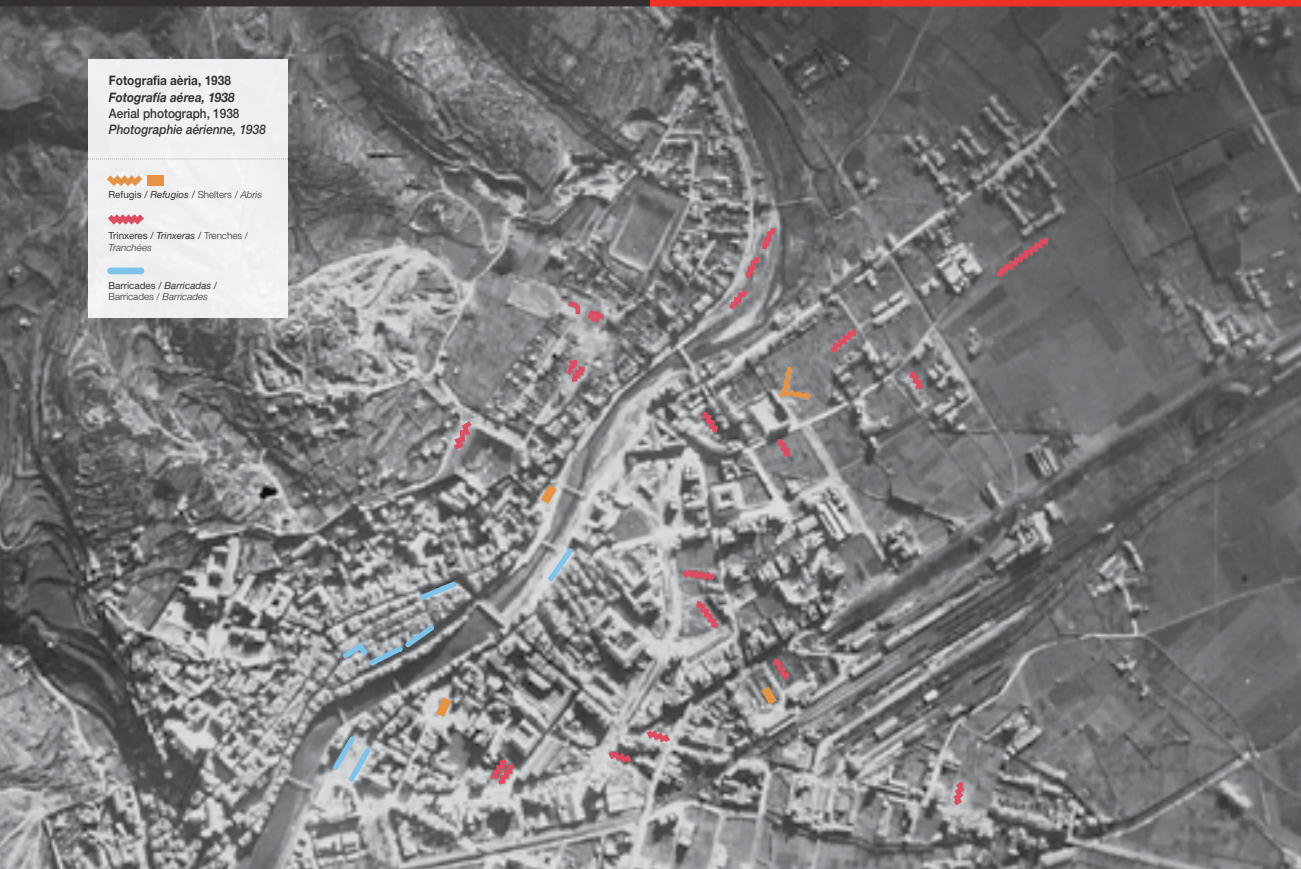 Fotografia aèria, 1938
Fotografía aérea, 1938
Aerial photograph, 1938
Photographie aérienne, 1938
Refugis / Refugios / Shelters / Abris
Trinxeres / Trinxeras / Trenches /
Tranchées
Barricades / Barricadas /
Barricades / Barricades